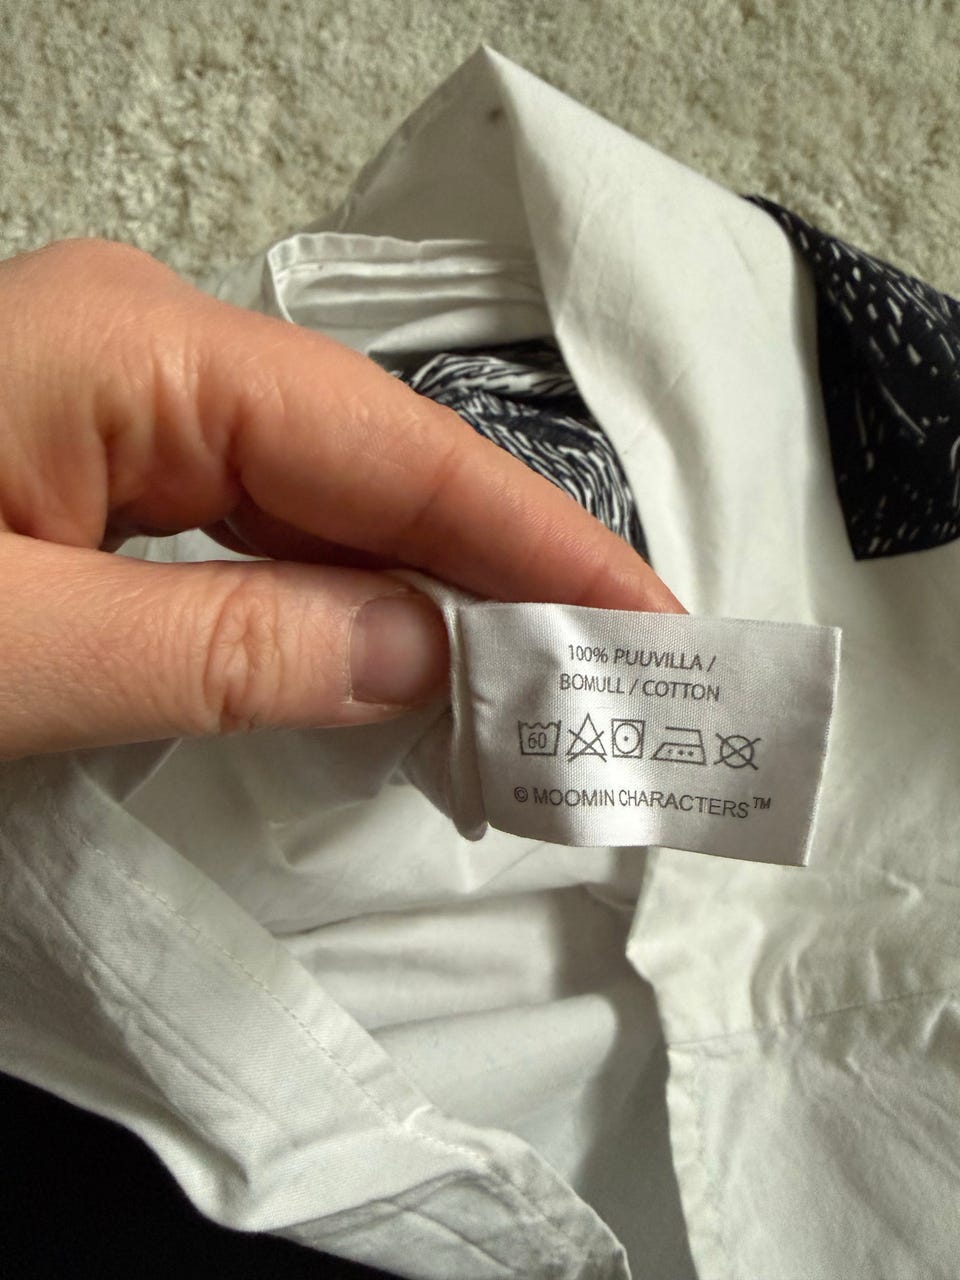 100% PUUVILLA /
BOMULL / COTTON
60
© MOOMIN CHARACTERS™